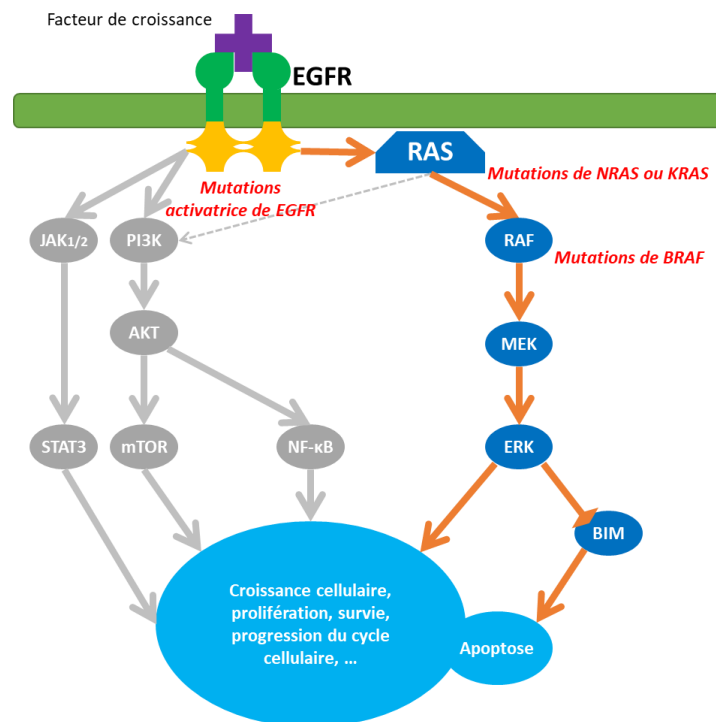 Facteur de croissance
EGFR
RAS
Mutations de NRAS ou KRAS
Mutations
activatrice de EGFR
JAK1/2
PI3K
RAF
Mutations de BRAF
AKT
MEK
STAT3
mTOR
NF-κB
ERK
BIM
Croissance cellulaire,
prolifération, survie,
progression du cycle
cellulaire, ...
Apoptose